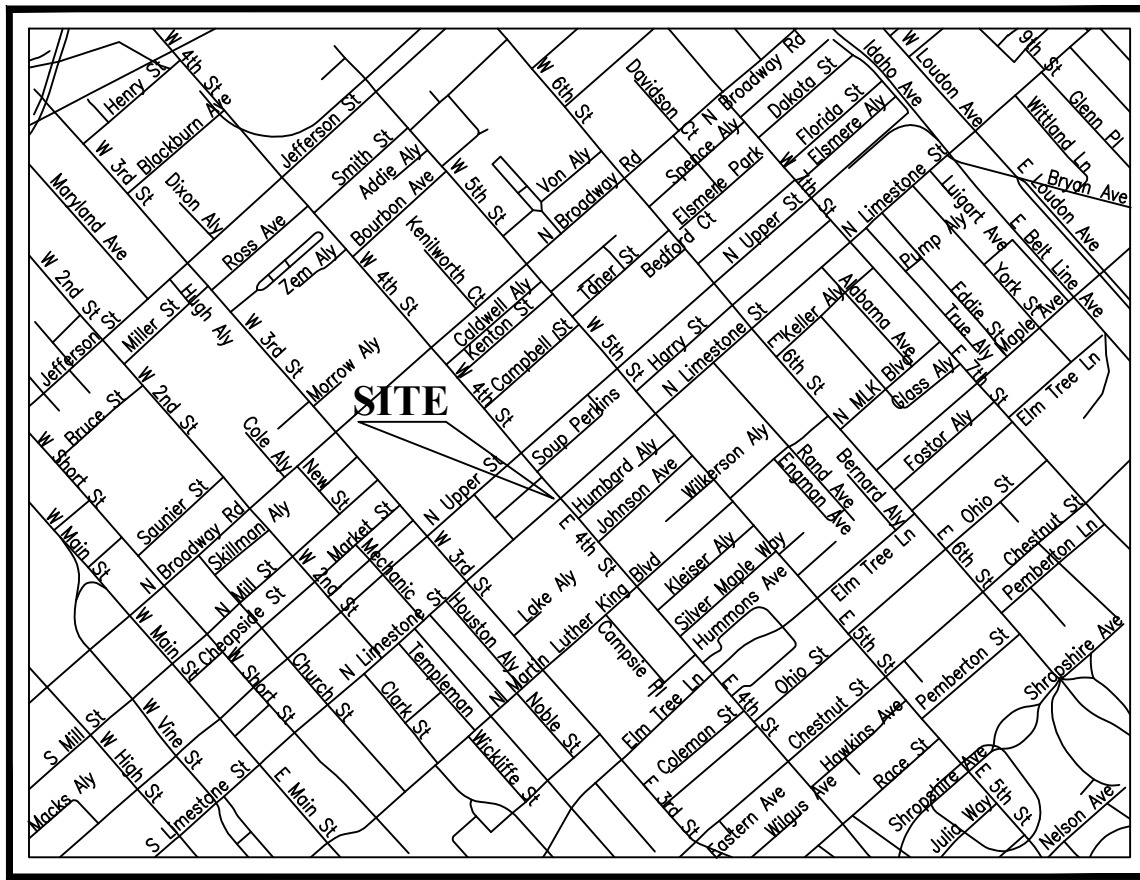 W 4th St
Henry St
Blackburn Ave
W 3rd St
Dixon Aly
Maryland Ave
Jefferson St
Smith St
Addie Aly
Bourbon Ave
Ross Ave
Zem Aly
W 2nd St
Hugh Aly
Miller St
Jefferson St
W 3rd St
Morrow Aly
W 4th St
Kenilworth Ct
W 5th St
W 6th St
Von Aly
N Broadway Rd
Davidson Ct
N Broadway Rd
Spence Aly
Elsmere Park
Bedford Ct
Dakota St
Florida St
Elsmere Aly
W 7th St
N Upper St
Idaho Ave
W Loudon Ave
9th St
Glenn Pl
Wittland Ln
E Loudon Ave
Bryan Ave
N Limestone St
Luigart Ave
E Belt Line Ave
Pump Aly
York St
Eddie St
True Aly
Maple Ave
Alabama Ave
Keller Aly
E 6th St
N MLK Blvd
Glass Aly
E 7th St
Elm Tree Ln
Caldwell Aly
Kenton St
Campbell St
Toner St
W 4th St
W 5th St
Harry St
N Limestone St
Soup Perkins
SITE
W 2nd St
Bruce St
W Short St
W Main St
Saunier St
Cole Aly
New St
N Broadway Rd
Skillman Aly
N Mill St
Cheapside St
W 2nd St
Market St
Mechanic
N Upper St
W 3rd St
N Limestone St
Houston Aly
Lake Aly
E 4th St
Humbard Aly
Johnson Ave
Wilkerson Aly
Engman Ave
Rand Ave
Bernard Aly
Fostor Aly
E Ohio St
E 6th St
Chestnut St
Pemberton Ln
N Martin Luther King Blvd
Kleiser Aly
Silver Maple Way
Hummons Ave
Elm Tree Ln
E 5th St
Campsie Pl
Templeman
Clark St
Church St
W Short St
W Main St
W Vine St
W High St
S Mill St
Macks Aly
S Limestone St
E Main St
Wickliffe St
Noble St
Elm Tree Ln
E 4th St
Ohio St
Chestnut St
Coleman St
E 3rd St
Eastern Ave
Wilgus Ave
Hawkins Ave
Race St
Pemberton St
Shropshire Ave
Shropshire Ave
E 5th St
Julia Way
Nelson Ave